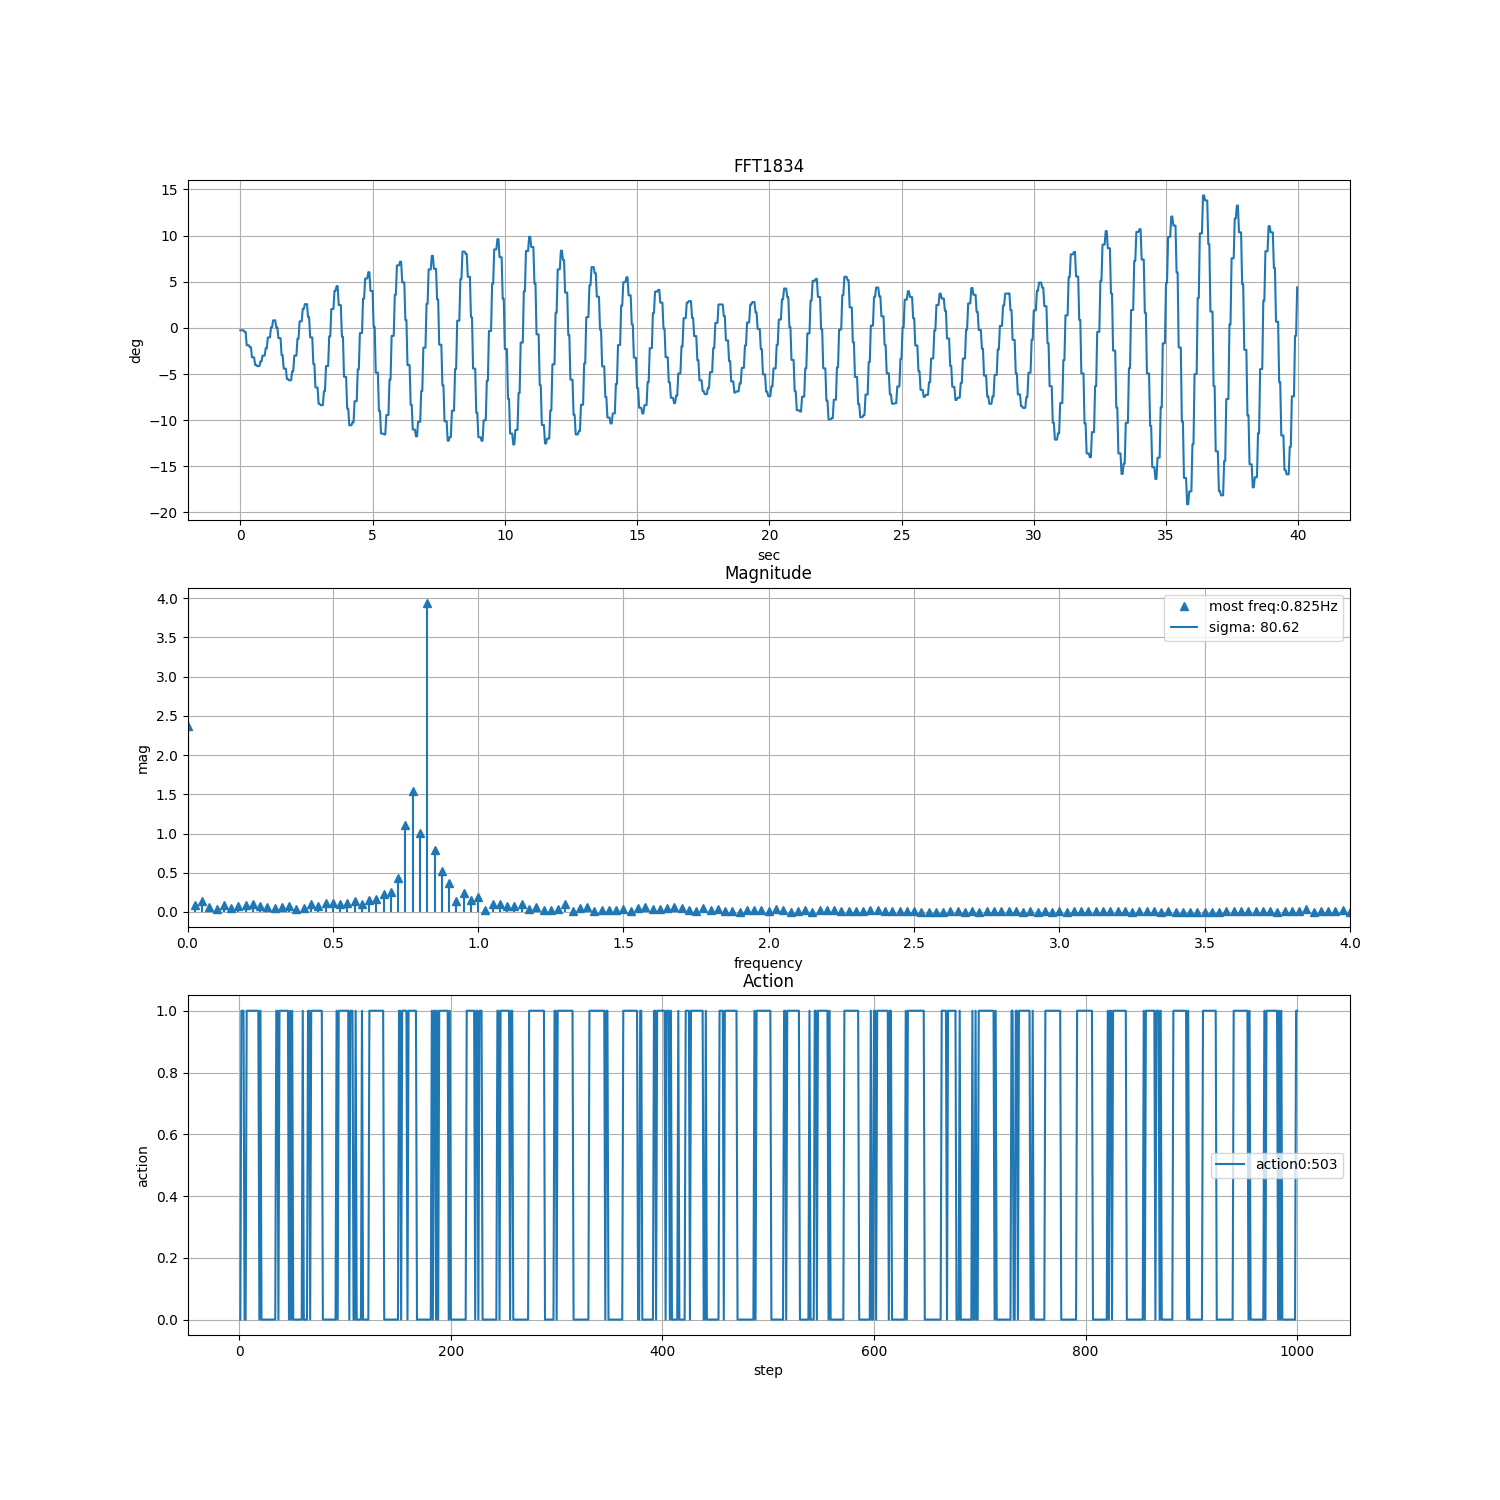 FFT1834
15
10
5
0
−5
−10
−15
−20
deg
0 5 10 15 20 25 30 35 40
sec
Magnitude
4.0
3.5
3.0
2.5
2.0
1.5
1.0
0.5
0.0
mag
most freq:0.825Hz
sigma: 80.62
0.0 0.5 1.0 1.5 2.0 2.5 3.0 3.5 4.0
frequency
Action
1.0
0.8
0.6
0.4
0.2
0.0
action
action0:503
0 200 400 600 800 1000
step